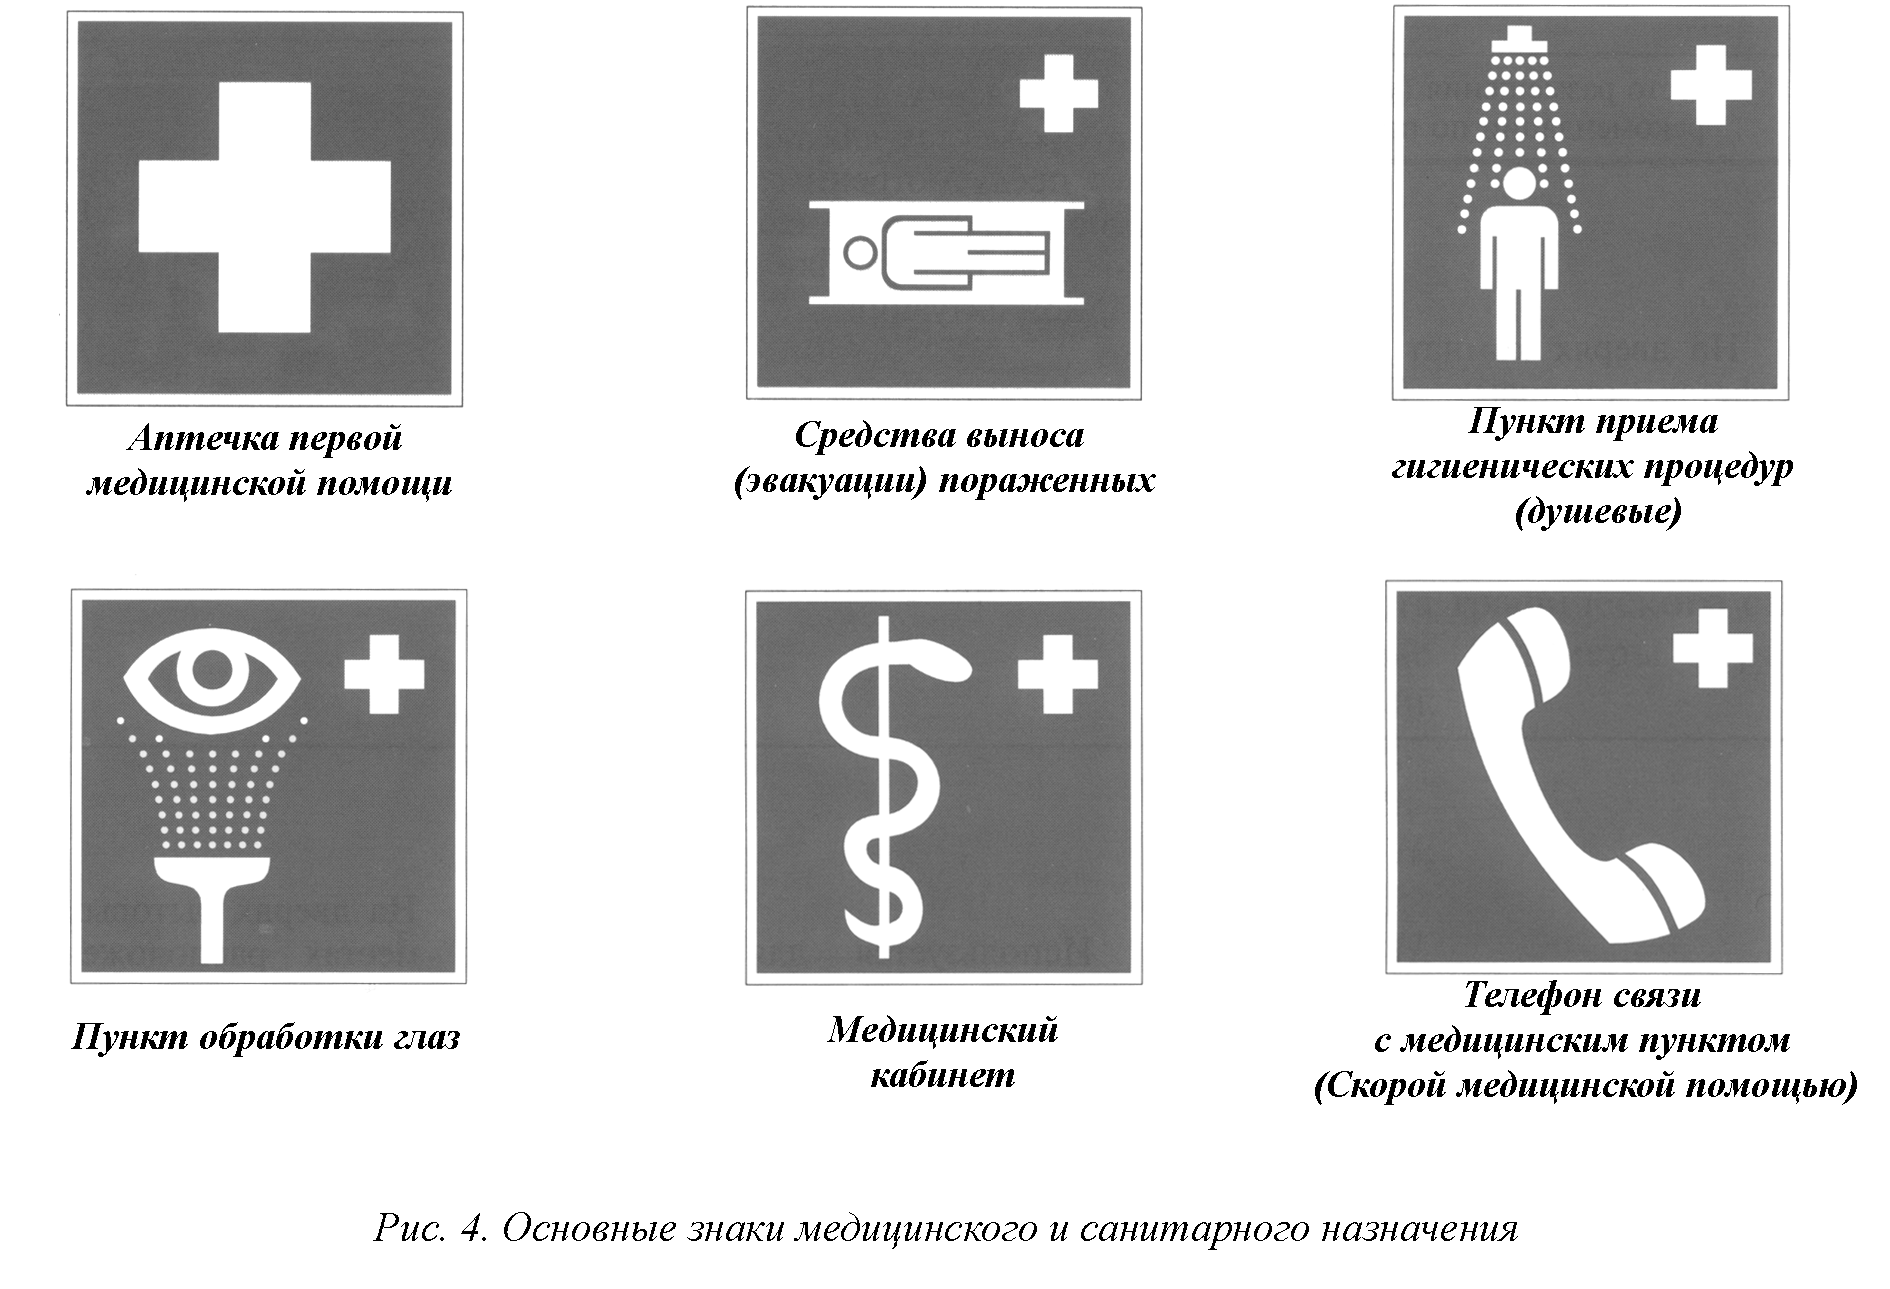 Аптечка первой
медицинской помощи
Средства выноса
(эвакуации) пораженных
Пункт приема
гигиенических процедур
(душевые)
Пункт обработки глаз
Медицинский
кабинет
Телефон связи
с медицинским пунктом
(Скорой медицинской помощью)
Рис. 4. Основные знаки медицинского и санитарного назначения